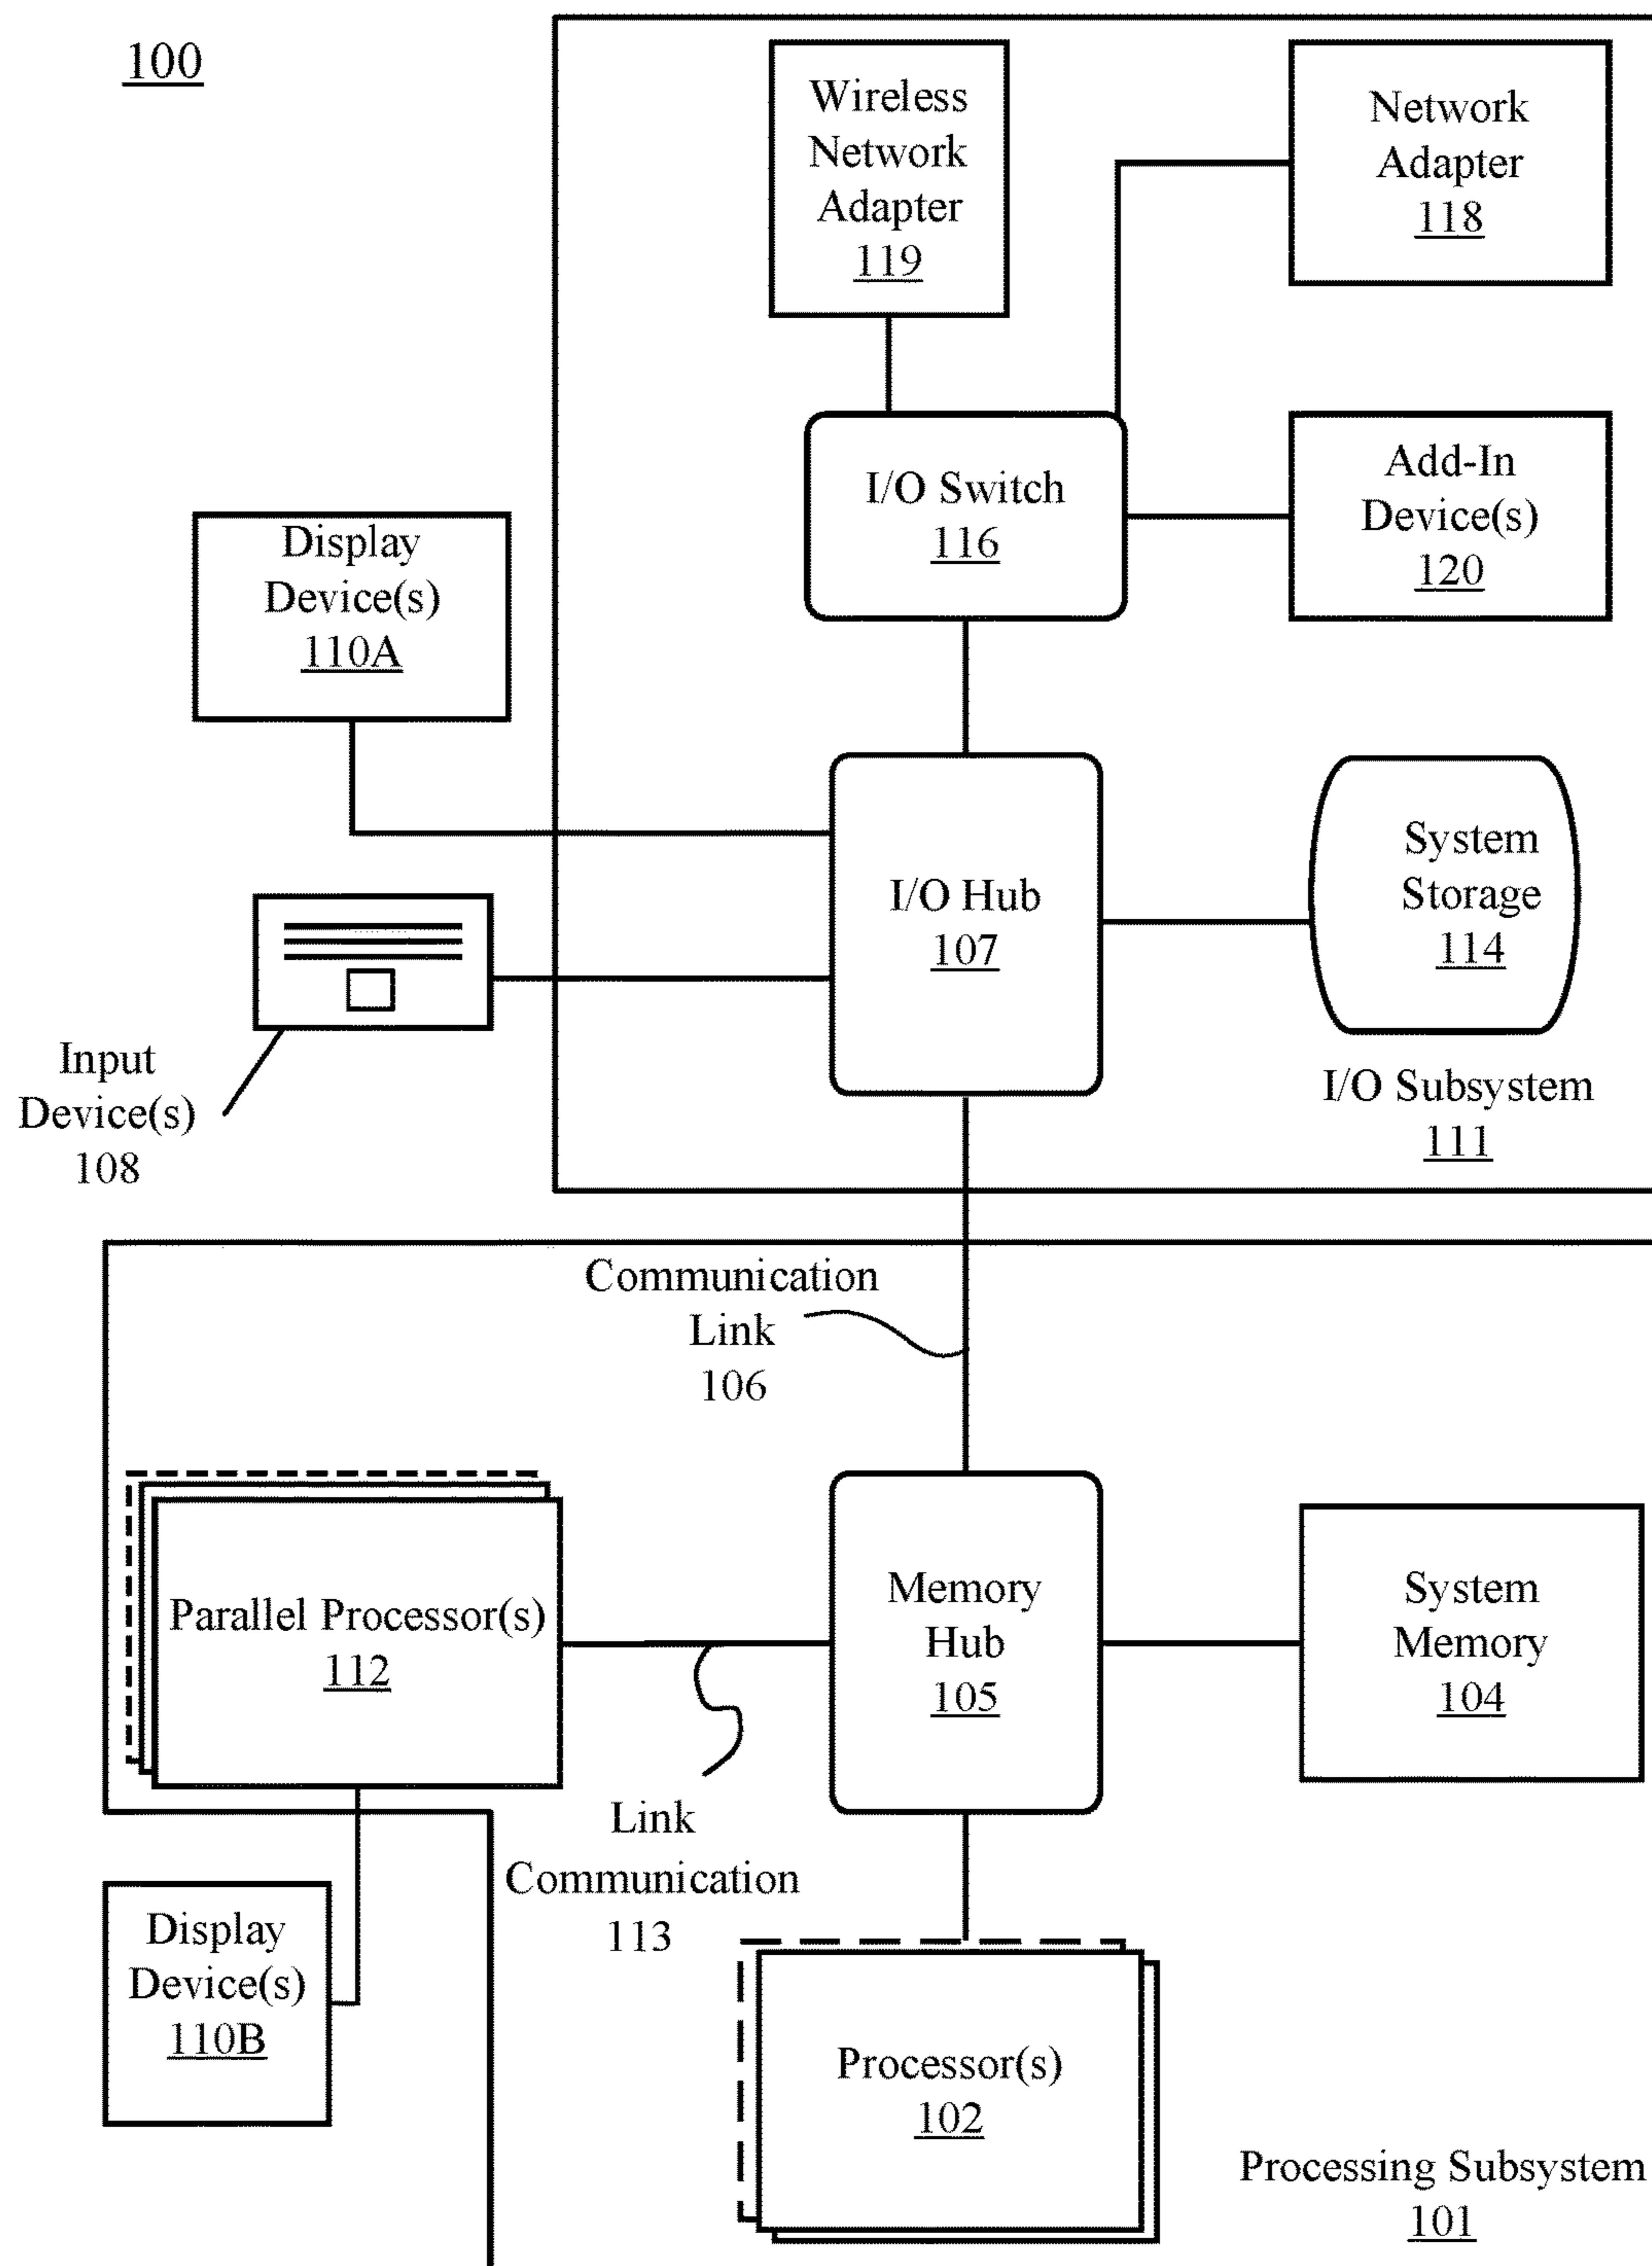 100
Wireless
Network
Adapter
119
Network
Adapter
118
I/O Switch
116
Add-In
Device(s)
120
Display
Device(s)
110A
I/O Hub
107
System
Storage
114
Input
Device(s)
108
I/O Subsystem
111
Communication
Link
106
Parallel Processor(s)
112
Memory
Hub
105
System
Memory
104
Link
Communication
113
Display
Device(s)
110B
Processor(s)
102
Processing Subsystem
101